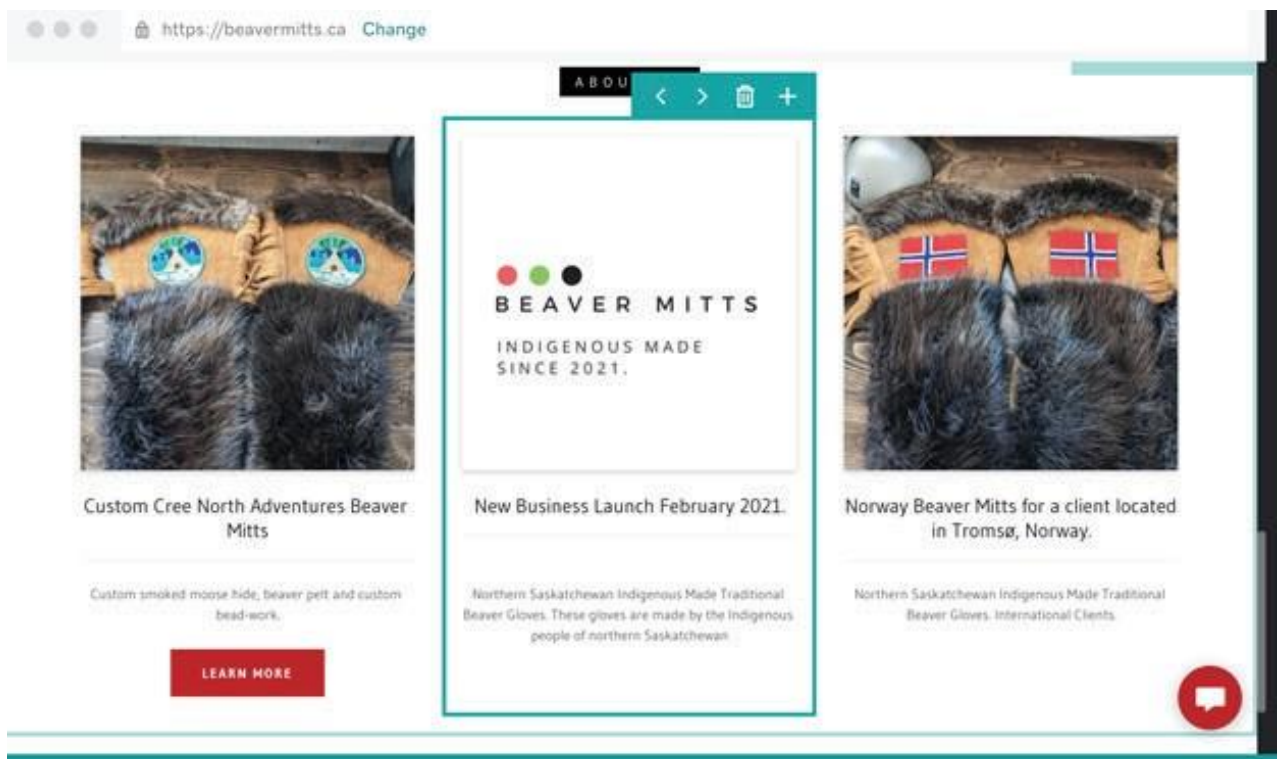 https://beavermitts.ca Change
ABOU
BEAVER MITTS
INDIGENOUS MADE
SINCE 2021.
Custom Cree North Adventures Beaver
Mitts
Custom smoked moose hide, beaver pelt and custom
bead-work.
LEARN MORE
New Business Launch February 2021.
Northern Saskatchewan Indigenous Made Traditional
Beaver Gloves. These gloves are made by the Indigenous
people of northern Saskatchewan
Norway Beaver Mitts for a client located
in Tromsø, Norway.
Northern Saskatchewan Indigenous Made Traditional
Beaver Gloves. International Clients.